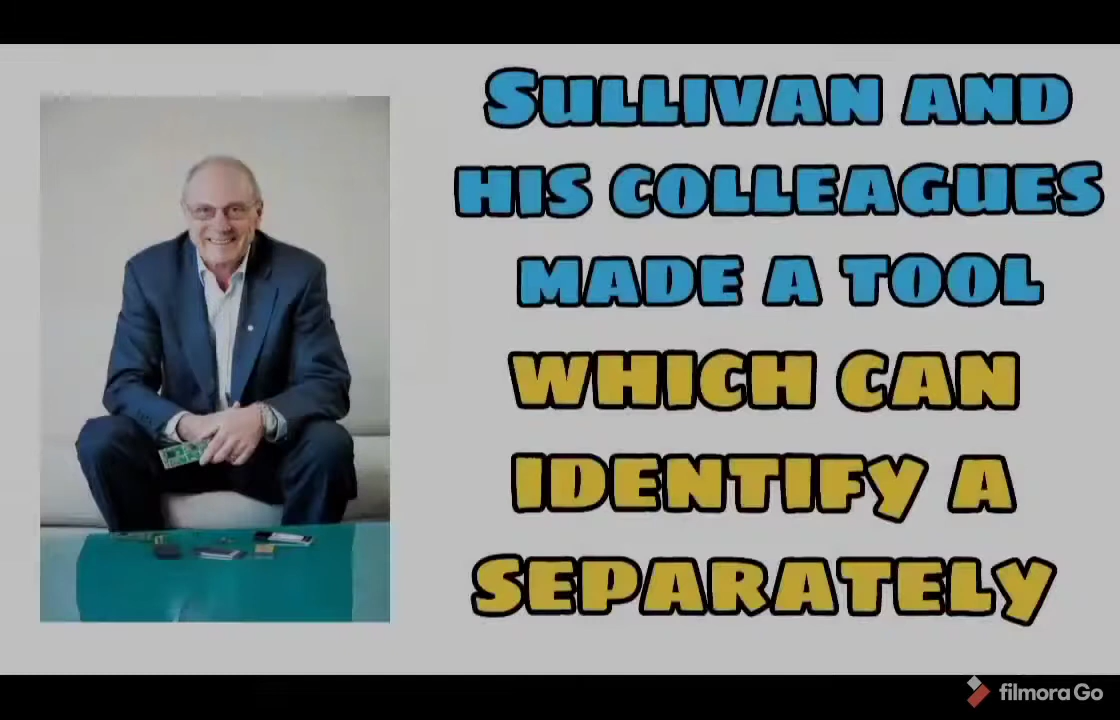 SULLIVAN AND
HIS COLLEAGUES
MADE A TOOL
WHICH CAN
IDENTIFY A
SEPARATELY
filmora Go